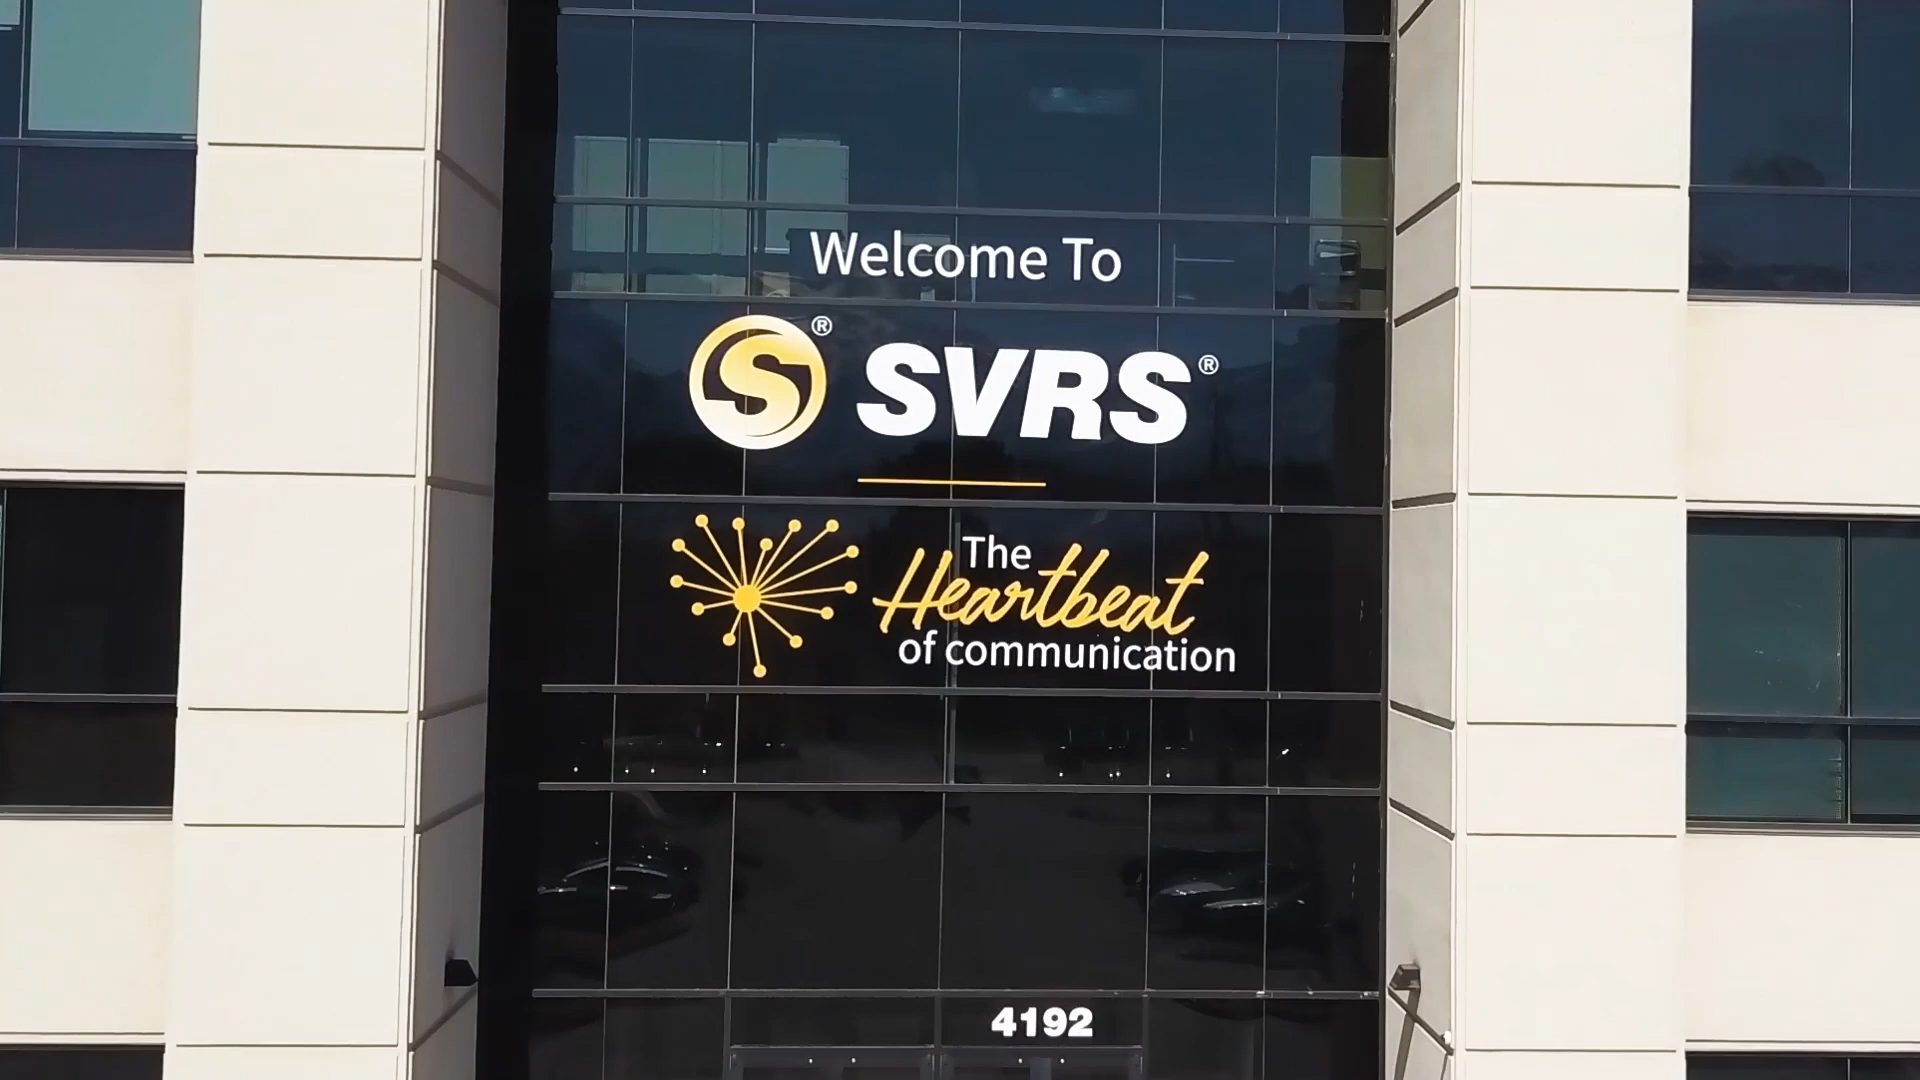 Welcome To
S® SVRS®
The
Heartbeat
of communication
4192